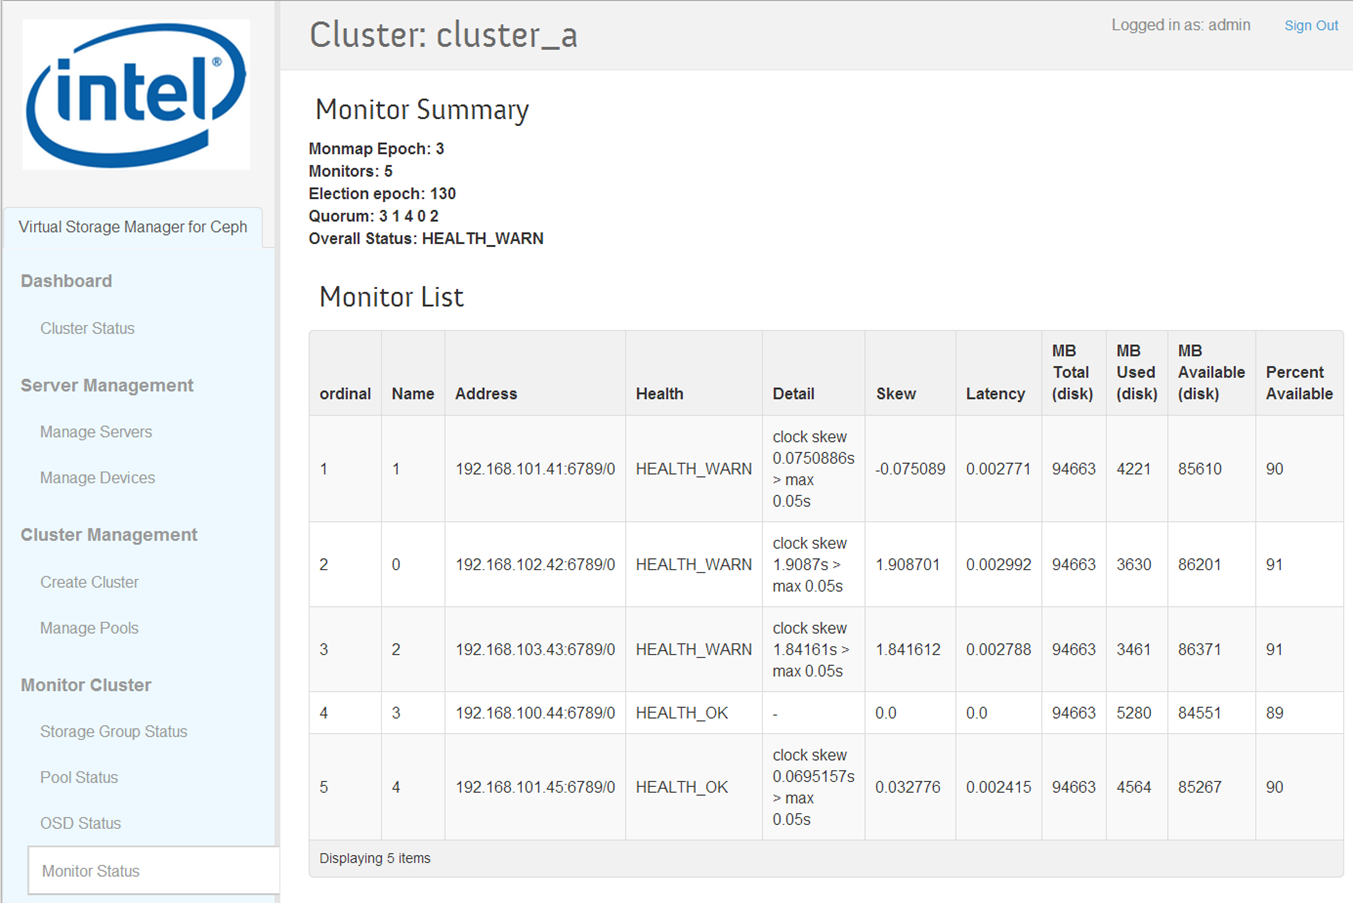 intel®
Cluster: cluster_a
Logged in as: admin
Sign Out
Virtual Storage Manager for Ceph
Dashboard
Cluster Status
Server Management
Manage Servers
Manage Devices
Cluster Management
Create Cluster
Manage Pools
Monitor Cluster
Storage Group Status
Pool Status
OSD Status
Monitor Status
Monitor Summary
Monmap Epoch: 3
Monitors: 5
Election epoch: 130
Quorum: 3 1 4 0 2
Overall Status: HEALTH_WARN
Monitor List
ordinal Name Address Health Detail Skew Latency MB Total (disk) MB Used (disk) MB Available (disk) Percent Available
1 1 192.168.101.41:6789/0 HEALTH_WARN clock skew 0.0750886s > max 0.05s -0.075089 0.002771 94663 4221 85610 90
2 0 192.168.102.42:6789/0 HEALTH_WARN clock skew 1.9087s > max 0.05s 1.908701 0.002992 94663 3630 86201 91
3 2 192.168.103.43:6789/0 HEALTH_WARN clock skew 1.84161s > max 0.05s 1.841612 0.002788 94663 3461 86371 91
4 3 192.168.100.44:6789/0 HEALTH_OK - 0.0 0.0 94663 5280 84551 89
5 4 192.168.101.45:6789/0 HEALTH_OK clock skew 0.0695157s > max 0.05s 0.032776 0.002415 94663 4564 85267 90
Displaying 5 items